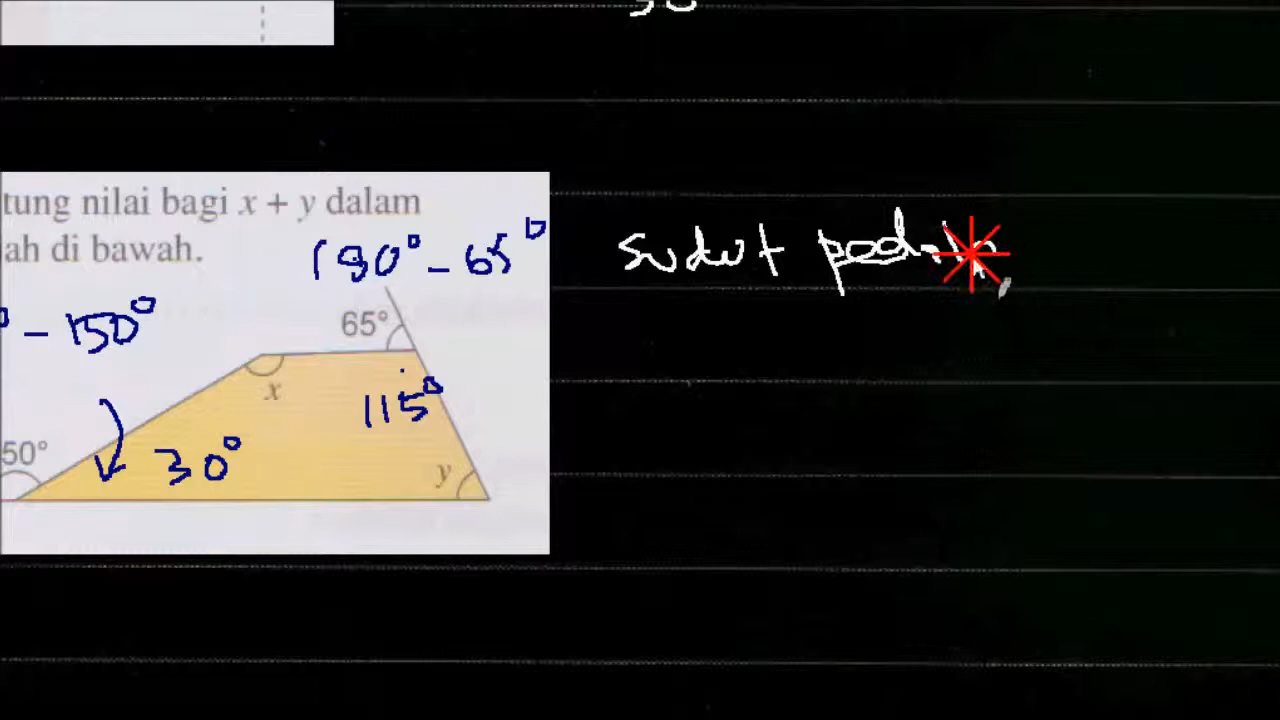 tung nilai bagi x + y dalam
ah di bawah.
180° - 65°
° - 150°
65°
x
115°
50°
30°
y
sudut